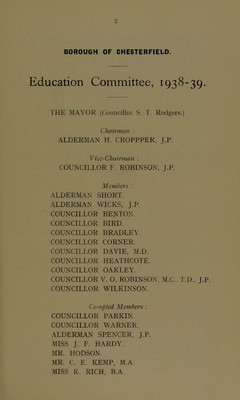 3
BOROUGH OF CHESTERFIELD.
Education Committee, 1938-39.
THE MAYOR (Councillor S. T. Rodgers.)
Chairman :
ALDERMAN H. CROPPPER, J.P.
Vice-Chairman :
COUNCILLOR F. ROBINSON, J.P.
Members :
ALDERMAN SHORT.
ALDERMAN WICKS, J.P.
COUNCILLOR BENTON.
COUNCILLOR BIRD.
COUNCILLOR BRADLEY.
COUNCILLOR CORNER.
COUNCILLOR DAVIE, M.D.
COUNCILLOR HEATHCOTE.
COUNCILLOR OAKLEY.
COUNCILLOR V. O. ROBINSON, M.C., T.D., J.P.
COUNCILLOR WILKINSON.
Co-opted Members :
COUNCILLOR PARKIN.
COUNCILLOR WARNER.
ALDERMAN SPENCER, J.P.
MISS J. F. HARDY.
MR. HODSON.
MR. C. E. KEMP, M.A.
MISS K. RICH, B.A.